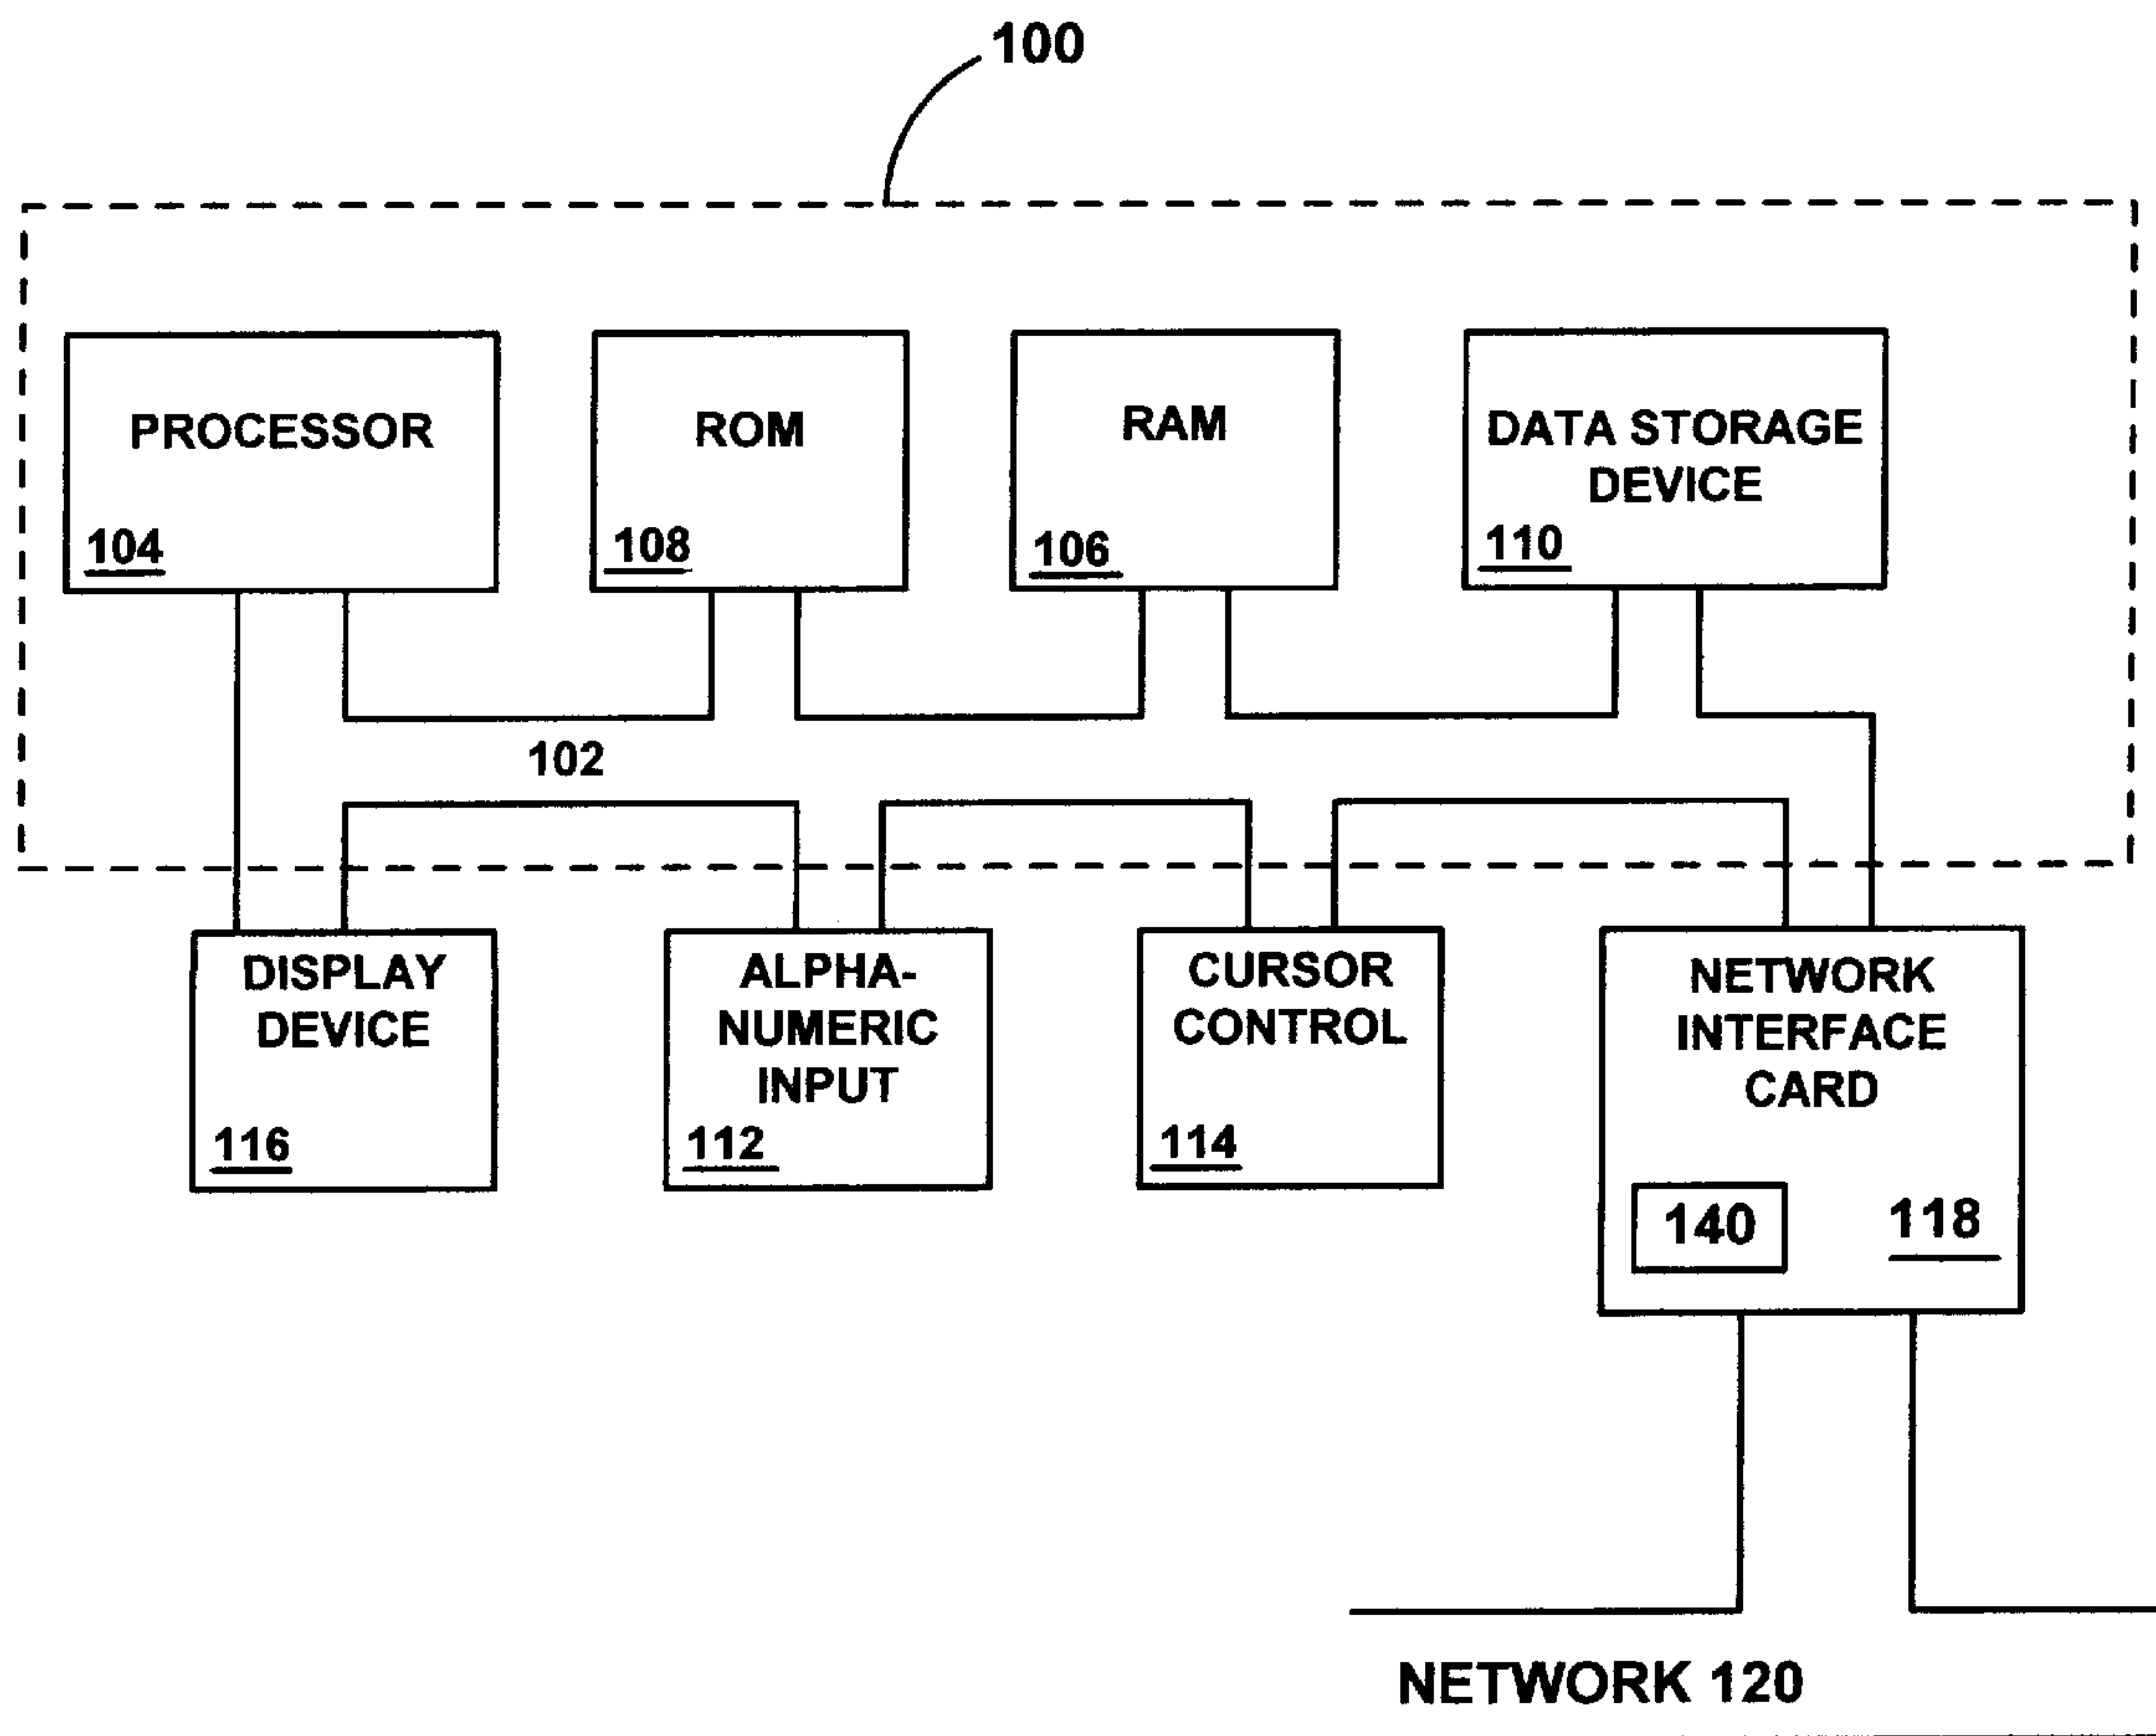 100
PROCESSOR
104
ROM
108
RAM
106
DATA STORAGE
DEVICE
110
102
DISPLAY
DEVICE
116
ALPHA-
NUMERIC
INPUT
112
CURSOR
CONTROL
114
NETWORK
INTERFACE
CARD
140
118
NETWORK 120